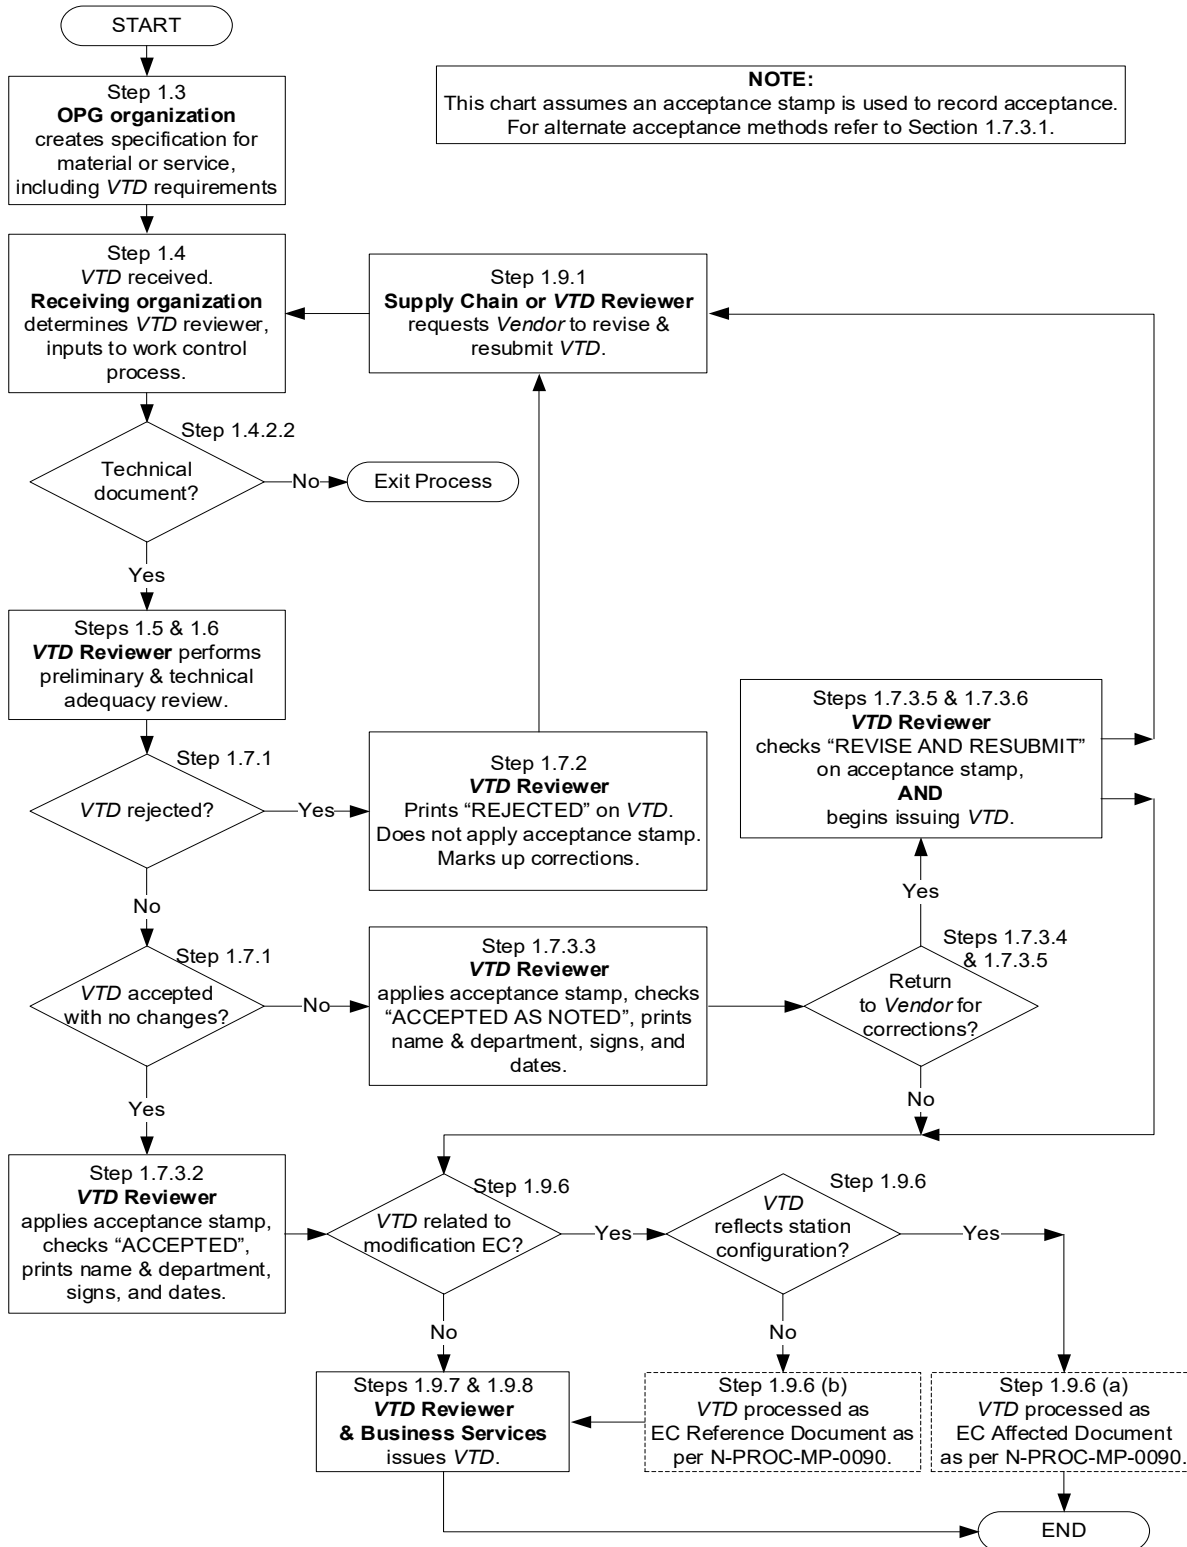 START
Step 1.3
OPG organization
creates specification for
material or service,
including VTD requirements
NOTE:
This chart assumes an acceptance stamp is used to record acceptance.
For alternate acceptance methods refer to Section 1.7.3.1.
Step 1.4
VTD received.
Receiving organization
determines VTD reviewer,
inputs to work control
process.
Step 1.9.1
Supply Chain or VTD Reviewer
requests Vendor to revise &
resubmit VTD.
Step 1.4.2.2
Technical
document?
No
Exit Process
Yes
Steps 1.5 & 1.6
VTD Reviewer performs
preliminary & technical
adequacy review.
Step 1.7.1
VTD rejected?
Yes
Step 1.7.2
VTD Reviewer
Prints “REJECTED” on VTD.
Does not apply acceptance stamp.
Marks up corrections.
Steps 1.7.3.5 & 1.7.3.6
VTD Reviewer
checks “REVISE AND RESUBMIT”
on acceptance stamp,
AND
begins issuing VTD.
No
Yes
Step 1.7.1
VTD accepted
with no changes?
No
Step 1.7.3.3
VTD Reviewer
applies acceptance stamp, checks
“ACCEPTED AS NOTED”, prints
name & department, signs, and
dates.
Steps 1.7.3.4
& 1.7.3.5
Return
to Vendor for
corrections?
Yes
No
Step 1.7.3.2
VTD Reviewer
applies acceptance stamp,
checks “ACCEPTED”,
prints name & department,
signs, and dates.
Step 1.9.6
VTD related to
modification EC?
Yes
Step 1.9.6
VTD
reflects station
configuration?
Yes
No
No
Steps 1.9.7 & 1.9.8
VTD Reviewer
& Business Services
issues VTD.
Step 1.9.6 (b)
VTD processed as
EC Reference Document as
per N-PROC-MP-0090.
Step 1.9.6 (a)
VTD processed as
EC Affected Document
as per N-PROC-MP-0090.
END